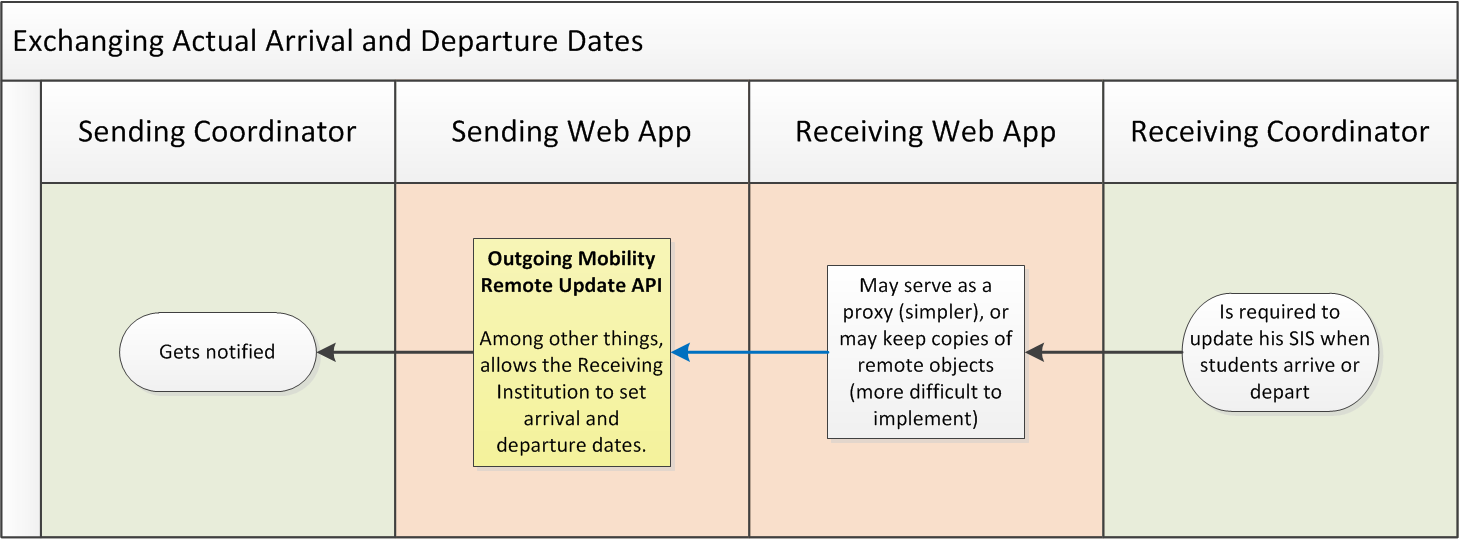 Exchanging Actual Arrival and Departure Dates
Sending Coordinator
Sending Web App
Receiving Web App
Receiving Coordinator
Gets notified
Outgoing Mobility
Remote Update API
Among other things,
allows the Receiving
Institution to set
arrival and
departure dates.
May serve as a
proxy (simpler), or
may keep copies of
remote objects
(more difficult to
implement)
Is required to
update his SIS when
students arrive or
depart